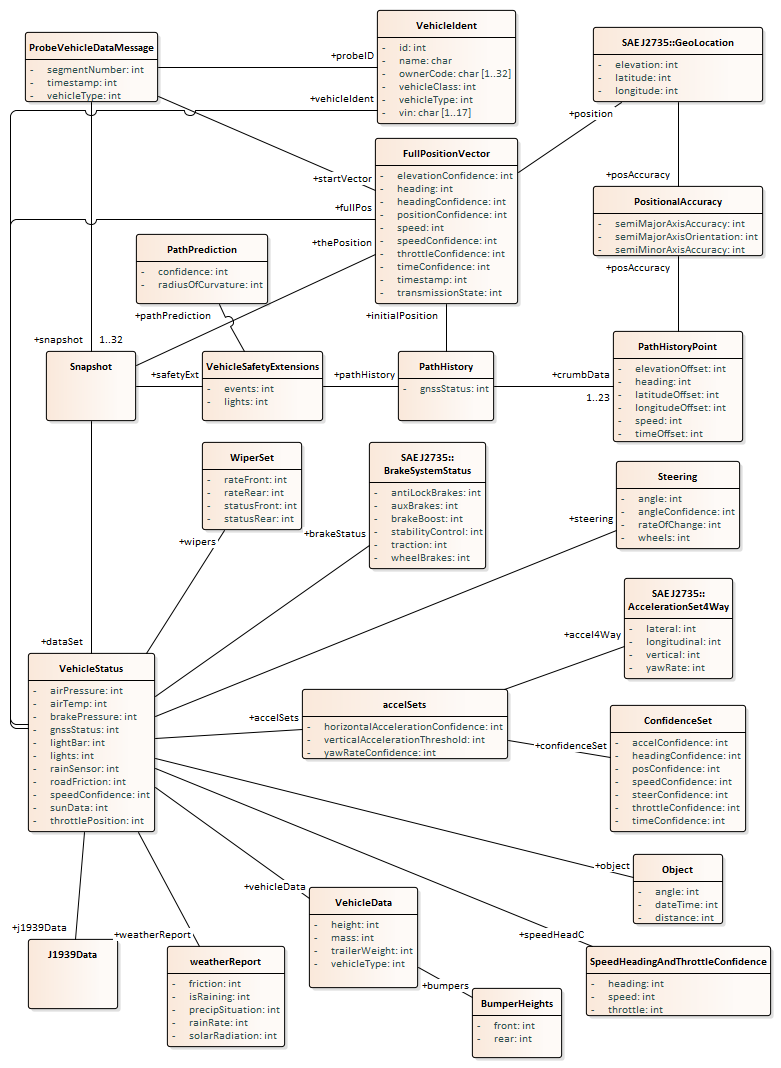 ProbeVehicleDataMessage
- segmentNumber: int
- timestamp: int
- vehicleType: int
VehicleIdent
- id: int
- name: char
- ownerCode: char [1..32]
- vehicleClass: int
- vehicleType: int
- vin: char [1..17]
SAE J2735::GeoLocation
- elevation: int
- latitude: int
- longitude: int
+probeID
+vehicleIdent
+position
FullPositionVector
- elevationConfidence: int
- heading: int
- headingConfidence: int
- positionConfidence: int
- speed: int
- speedConfidence: int
- throttleConfidence: int
- timeConfidence: int
- timestamp: int
- transmissionState: int
+startVector
+fullPos
+thePosition
+posAccuracy
PositionalAccuracy
- semiMajorAxisAccuracy: int
- semiMajorAxisOrientation: int
- semiMinorAxisAccuracy: int
+posAccuracy
PathPrediction
- confidence: int
- radiusOfCurvature: int
+pathPrediction
+initialPosition
+snapshot 1..32
Snapshot
+safetyExt
VehicleSafetyExtensions
- events: int
- lights: int
+pathHistory
PathHistory
- gnssStatus: int
+crumbData
1..23
PathHistoryPoint
- elevationOffset: int
- heading: int
- latitudeOffset: int
- longitudeOffset: int
- speed: int
- timeOffset: int
WiperSet
- rateFront: int
- rateRear: int
- statusFront: int
- statusRear: int
+wipers
SAE J2735::
BrakeSystemStatus
- antiLockBrakes: int
- auxBrakes: int
- brakeBoost: int
- stabilityControl: int
- traction: int
- wheelBrakes: int
+brakeStatus
Steering
- angle: int
- angleConfidence: int
- rateOfChange: int
- wheels: int
+steering
SAE J2735::
AccelerationSet4Way
- lateral: int
- longitudinal: int
- vertical: int
- yawRate: int
+accel4Way
+dataSet
VehicleStatus
- airPressure: int
- airTemp: int
- brakePressure: int
- gnssStatus: int
- lightBar: int
- lights: int
- rainSensor: int
- roadFriction: int
- speedConfidence: int
- sunData: int
- throttlePosition: int
+accelSets
accelSets
- horizontalAccelerationConfidence: int
- verticalAccelerationThreshold: int
- yawRateConfidence: int
+confidenceSet
ConfidenceSet
- accelConfidence: int
- headingConfidence: int
- posConfidence: int
- speedConfidence: int
- steerConfidence: int
- throttleConfidence: int
- timeConfidence: int
+object
Object
- angle: int
- dateTime: int
- distance: int
+vehicleData
VehicleData
- height: int
- mass: int
- trailerWeight: int
- vehicleType: int
+j1939Data
J1939Data
+weatherReport
weatherReport
- friction: int
- isRaining: int
- precipSituation: int
- rainRate: int
- solarRadiation: int
+speedHeadC
SpeedHeadingAndThrottleConfidence
- heading: int
- speed: int
- throttle: int
+bumpers
BumperHeights
- front: int
- rear: int